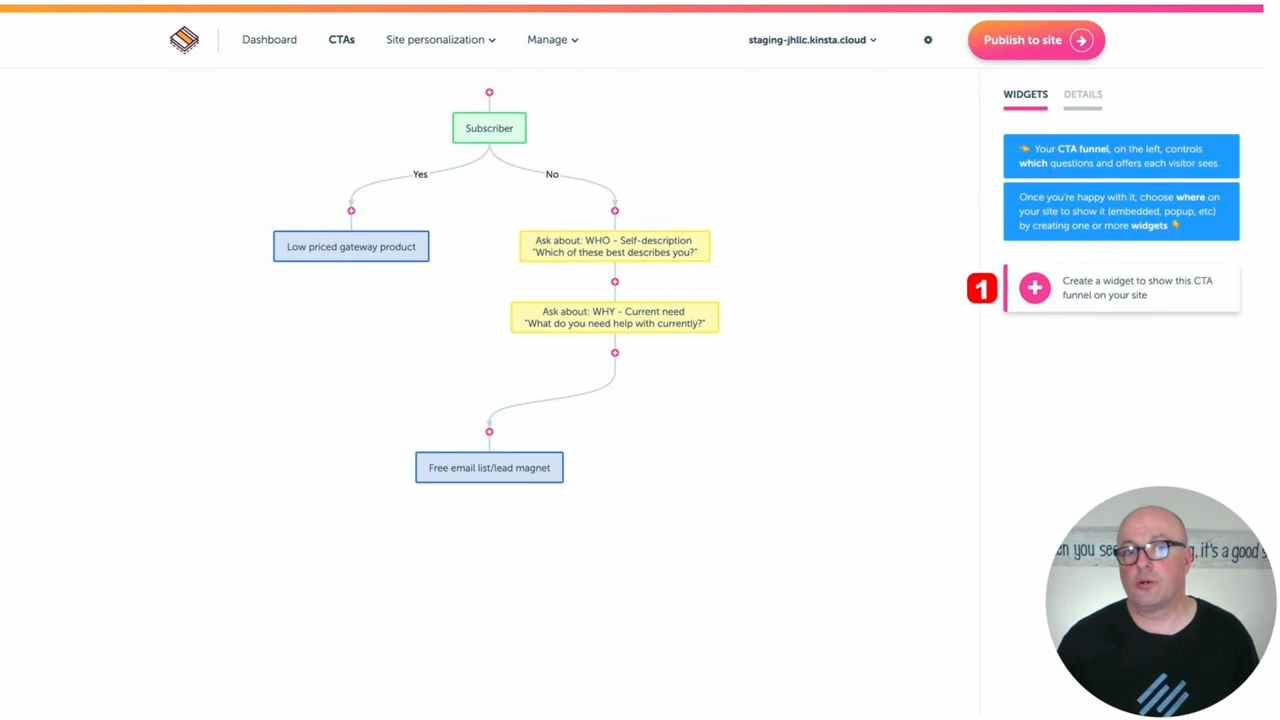 Dashboard
CTAs
Site personalization
Manage
staging-jhllc.kinsta.cloud
Publish to site
WIDGETS
DETAILS
Subscriber
Yes
No
Low priced gateway product
Ask about: WHO - Self-description
"Which of these best describes you?"
Ask about: WHY - Current need
"What do you need help with currently?"
Free email list/lead magnet
👈 Your CTA funnel, on the left, controls
which questions and offers each visitor sees.
Once you're happy with it, choose where on
your site to show it (embedded, popup, etc)
by creating one or more widgets 👇
1
Create a widget to show this CTA
funnel on your site
you
it's a good